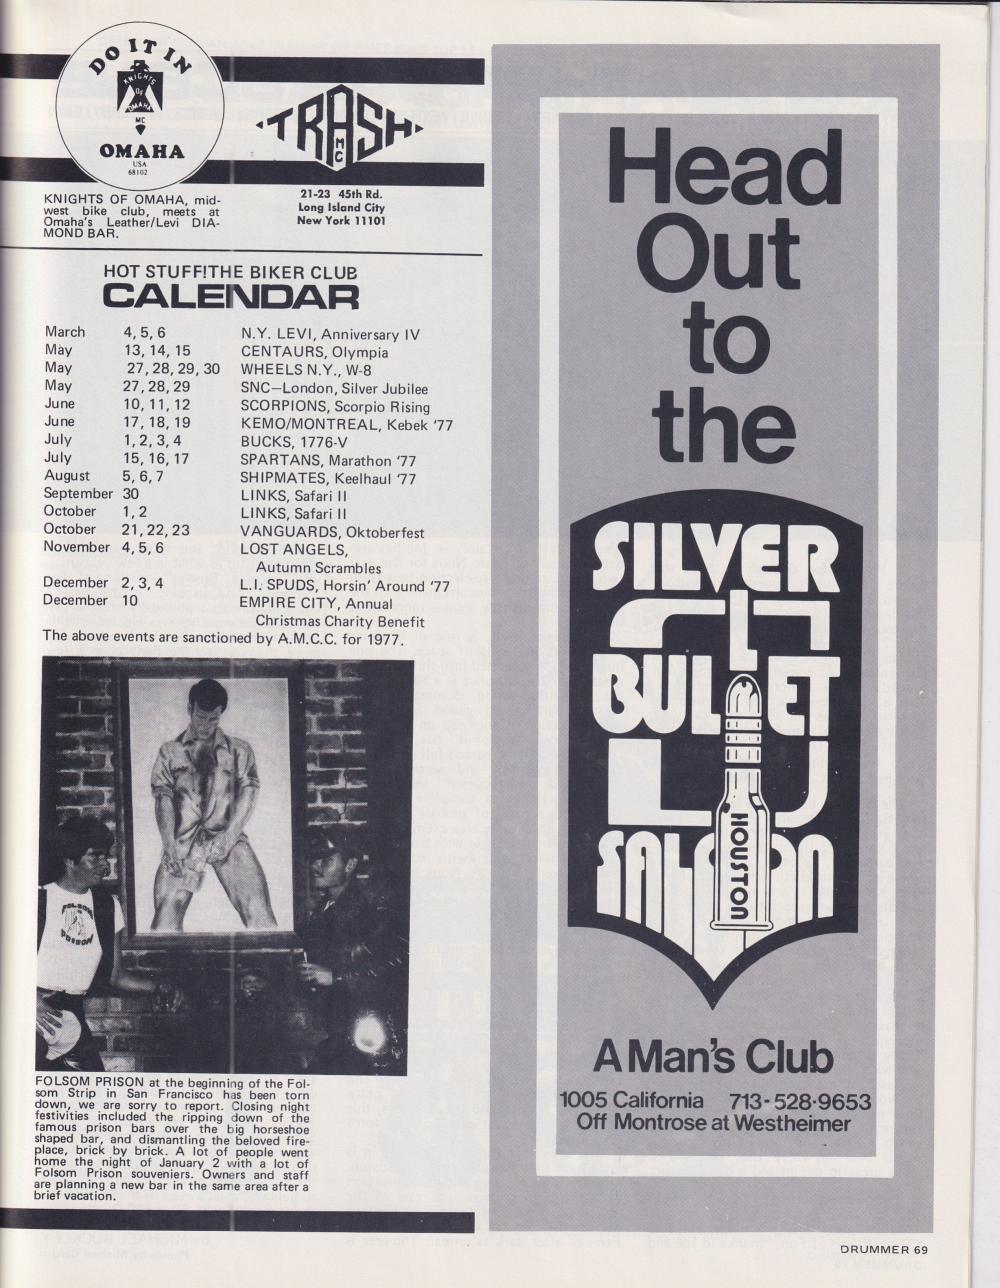 DO IT IN
KNIGHTS
OF
OMAHA
MC
OMAHA
USA
68102
TRASH
MC
KNIGHTS OF OMAHA, mid-
west bike club, meets at
Omaha's Leather/Levi DIA-
MOND BAR.
21-23 45th Rd.
Long Island City
New York 11101
HOT STUFF!THE BIKER CLUB
CALENDAR
March 4, 5, 6 N.Y. LEVI, Anniversary IV
May 13, 14, 15 CENTAURS, Olympia
May 27, 28, 29, 30 WHEELS N.Y., W-8
May 27, 28, 29 SNC—London, Silver Jubilee
June 10, 11, 12 SCORPIONS, Scorpio Rising
June 17, 18, 19 KEMO/MONTREAL, Kebek '77
July 1, 2, 3, 4 BUCKS, 1776-V
July 15, 16, 17 SPARTANS, Marathon '77
August 5, 6, 7 SHIPMATES, Keelhaul '77
September 30 LINKS, Safari II
October 1, 2 LINKS, Safari II
October 21, 22, 23 VANGUARDS, Oktoberfest
November 4, 5, 6 LOST ANGELS,
Autumn Scrambles
December 2, 3, 4 L.I. SPUDS, Horsin' Around '77
December 10 EMPIRE CITY, Annual
Christmas Charity Benefit
The above events are sanctioned by A.M.C.C. for 1977.
FOLSOM
PRISON
FOLSOM PRISON at the beginning of the Fol-
som Strip in San Francisco has been torn
down, we are sorry to report. Closing night
festivities included the ripping down of the
famous prison bars over the big horseshoe
shaped bar, and dismantling the beloved fire-
place, brick by brick. A lot of people went
home the night of January 2 with a lot of
Folsom Prison souveniers. Owners and staff
are planning a new bar in the same area after a
brief vacation.
Head
Out
to
the
SILVER
BULLET
SALOON
HOUSTON
A Man's Club
1005 California 713-528-9653
Off Montrose at Westheimer
DRUMMER 69